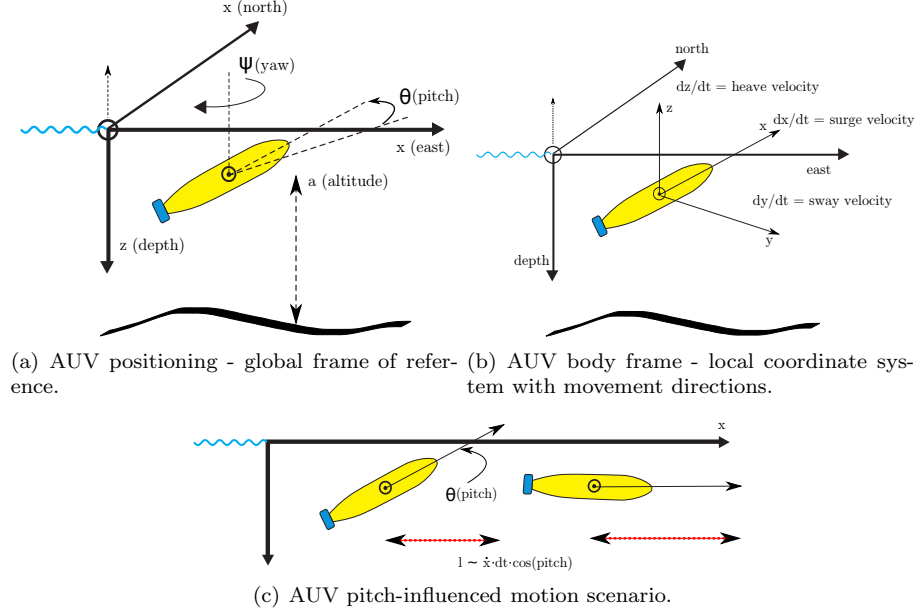 x (north)
ψ(yaw)
θ(pitch)
x (east)
a (altitude)
z (depth)
(a) AUV positioning - global frame of refer-
ence.
north
dz/dt = heave velocity
z
dx/dt = surge velocity
x
east
dy/dt = sway velocity
y
depth
(b) AUV body frame - local coordinate sys-
tem with movement directions.
x
θ(pitch)
l ~ ẋ·dt·cos(pitch)
(c) AUV pitch-influenced motion scenario.